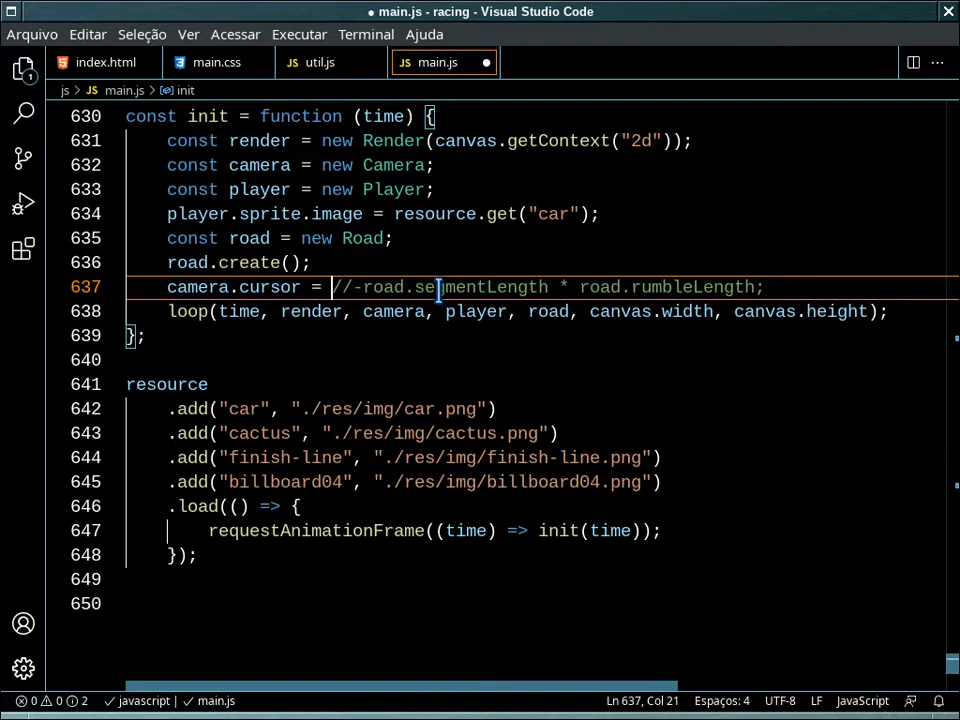 ● main.js - racing - Visual Studio Code
Arquivo Editar Seleção Ver Acessar Executar Terminal Ajuda
index.html main.css JS util.js JS main.js ●
js > JS main.js > init
630 const init = function (time) {
631 const render = new Render(canvas.getContext("2d"));
632 const camera = new Camera;
633 const player = new Player;
634 player.sprite.image = resource.get("car");
635 const road = new Road;
636 road.create();
637 camera.cursor = //-road.segmentLength * road.rumbleLength;
638 loop(time, render, camera, player, road, canvas.width, canvas.height);
639 };
640
641 resource
642 .add("car", "./res/img/car.png")
643 .add("cactus", "./res/img/cactus.png")
644 .add("finish-line", "./res/img/finish-line.png")
645 .add("billboard04", "./res/img/billboard04.png")
646 .load(() => {
647 requestAnimationFrame((time) => init(time));
648 });
649
650
0 0 2 ✓ javascript | ✓ main.js Ln 637, Col 21 Espaços: 4 UTF-8 LF JavaScript
1